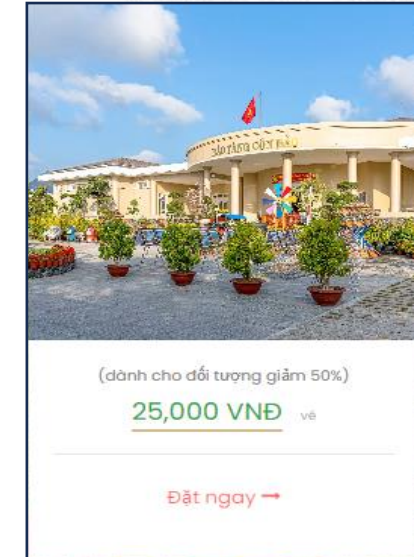 BẢO TÀNG CÔN ĐẢO
(dành cho đối tượng giảm 50%)
25,000 VNĐ vé
Đặt ngay →